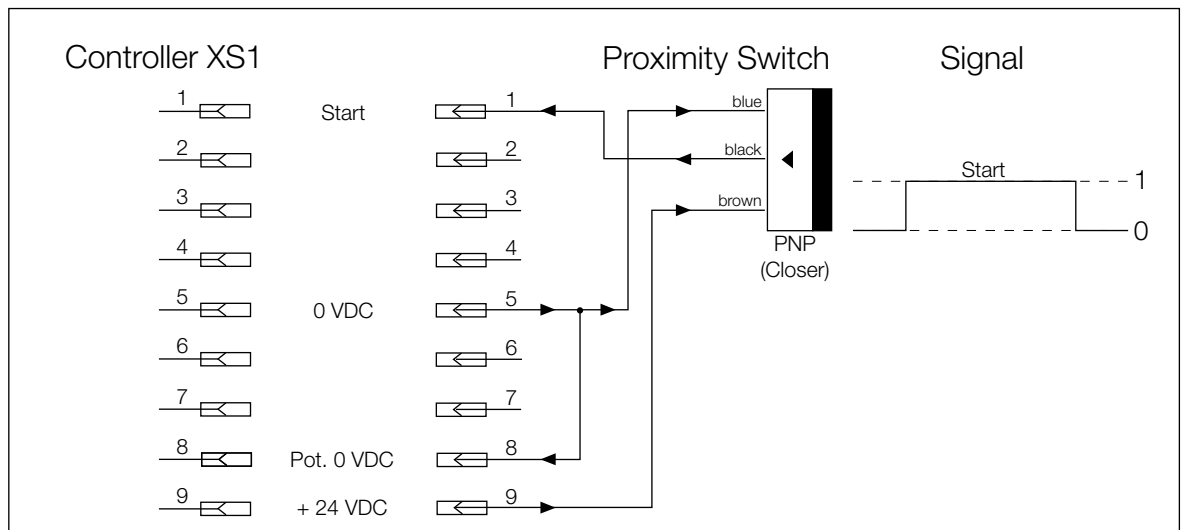 Controller XS1 Proximity Switch Signal
1 Start 1 blue
2 2 black
Start 1
3 3 brown
0
PNP
4 4 (Closer)
5 0 VDC 5
6 6
7 7
8 Pot. 0 VDC 8
9 + 24 VDC 9